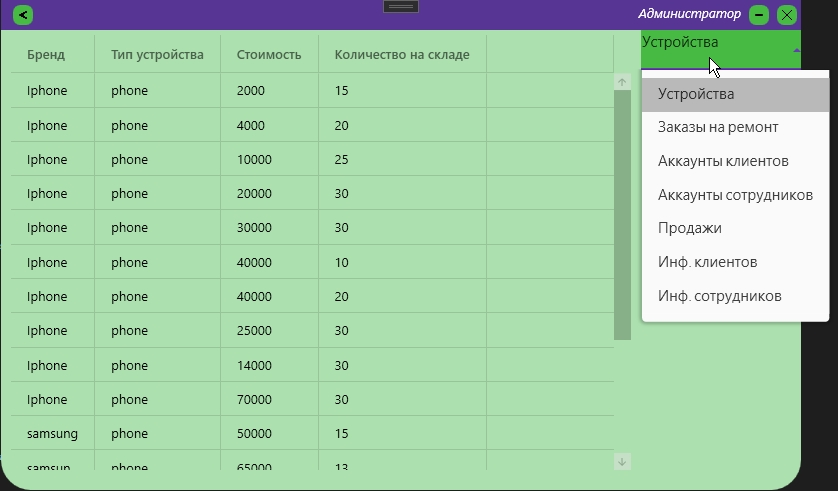 Администратор
Бренд Тип устройства Стоимость Количество на складе
Iphone phone 2000 15
Iphone phone 4000 20
Iphone phone 10000 25
Iphone phone 20000 30
Iphone phone 30000 30
Iphone phone 40000 10
Iphone phone 40000 20
Iphone phone 25000 30
Iphone phone 14000 30
Iphone phone 70000 30
samsung phone 50000 15
samsun phone 65000 13
Устройства
Устройства
Заказы на ремонт
Аккаунты клиентов
Аккаунты сотрудников
Продажи
Инф. клиентов
Инф. сотрудников